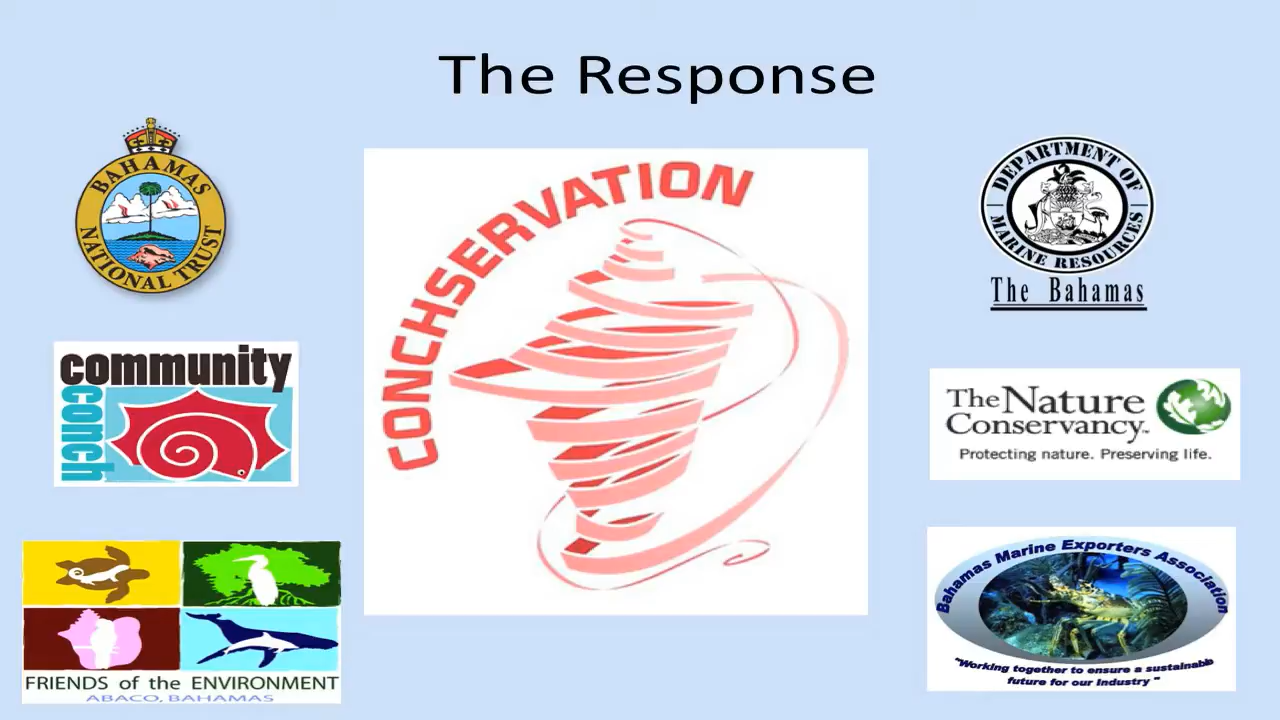 The Response
BAHAMAS
NATIONAL TRUST
community
conch
FRIENDS of the ENVIRONMENT
ABACO, BAHAMAS
CONCHSERVATION
DEPARTMENT OF
MARINE RESOURCES
The Bahamas
The Nature
Conservancy.
Protecting nature. Preserving life.
Bahamas Marine Exporters Association
"Working together to ensure a sustainable
future for our Industry "